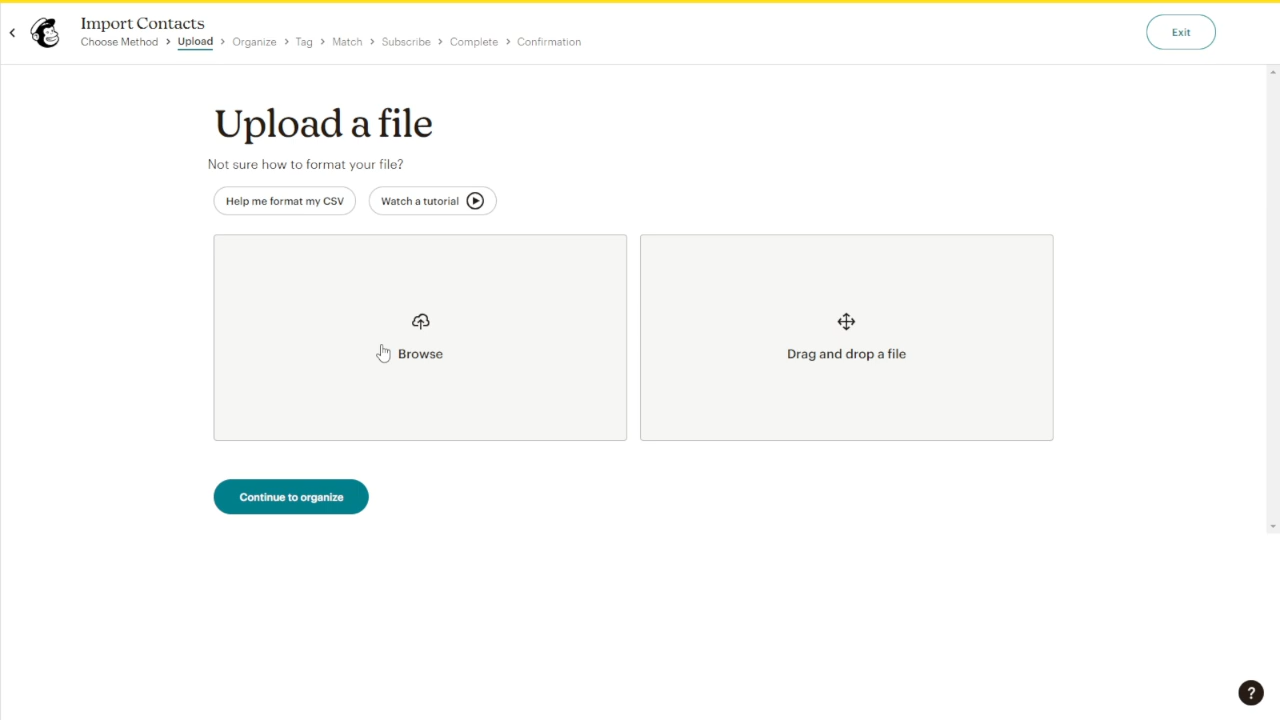 Import Contacts
Choose Method > Upload > Organize > Tag > Match > Subscribe > Complete > Confirmation
Exit
Upload a file
Not sure how to format your file?
Help me format my CSV
Watch a tutorial
Browse
Drag and drop a file
Continue to organize
?